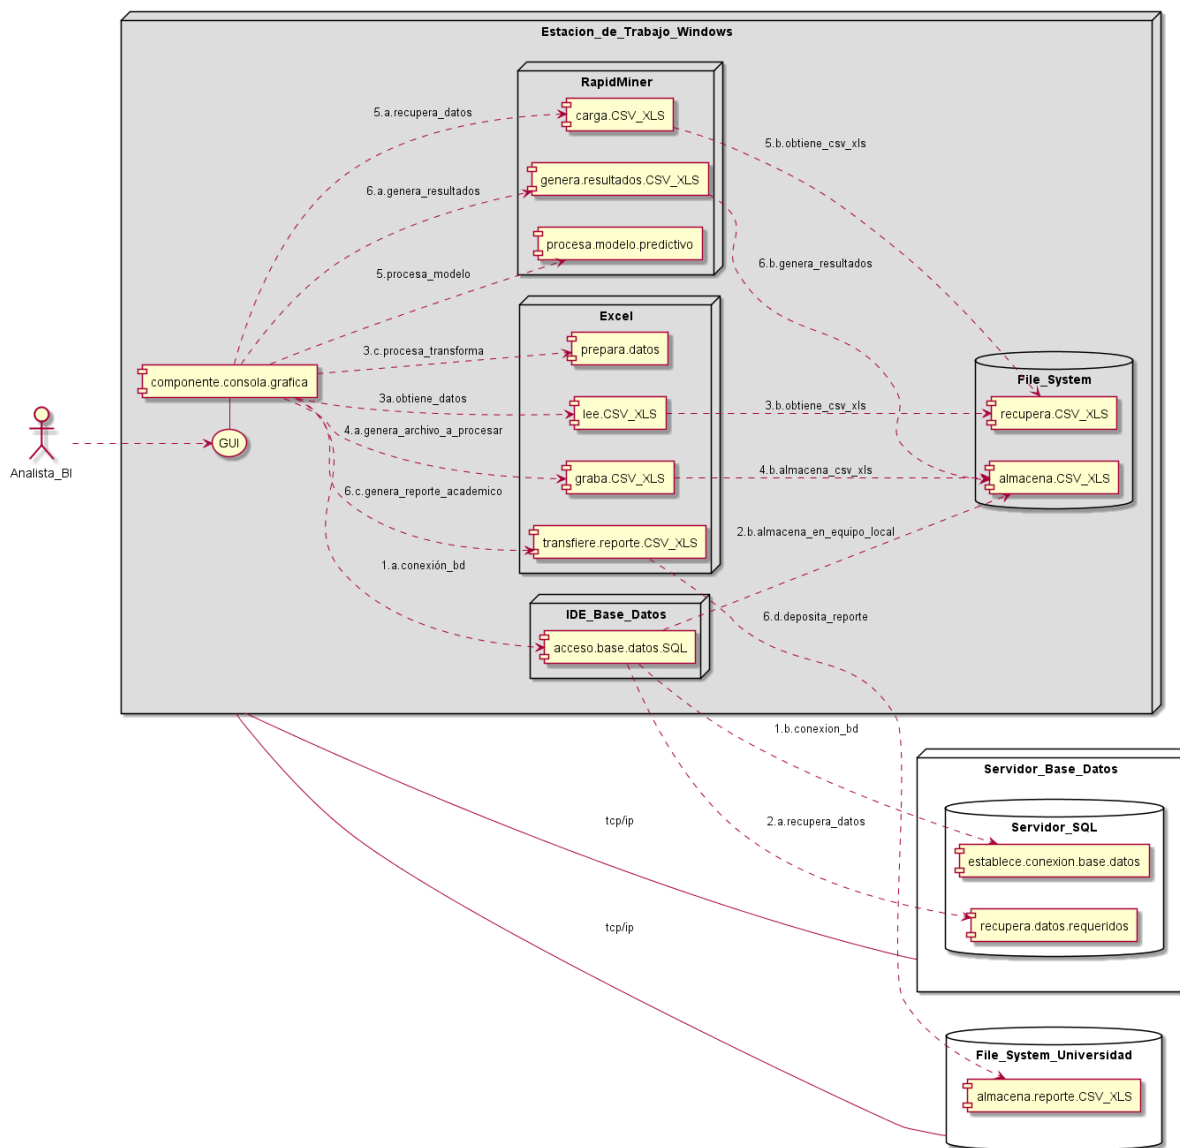 Estacion_de_Trabajo_Windows
RapidMiner
carga.CSV_XLS
5.a.recupera_datos
5.b.obtiene_csv_xls
genera.resultados.CSV_XLS
6.a.genera_resultados
procesa.modelo.predictivo
6.b.genera_resultados
5.procesa_modelo
Excel
prepara.datos
3.c.procesa_transforma
componente.consola.grafica
File_System
3a.obtiene_datos
lee.CSV_XLS
3.b.obtiene_csv_xls
recupera.CSV_XLS
4.a.genera_archivo_a_procesar
GUI
Analista_BI
graba.CSV_XLS
4.b.almacena_csv_xls
almacena.CSV_XLS
6.c.genera_reporte_academico
transfiere.reporte.CSV_XLS
2.b.almacena_en_equipo_local
1.a.conexión_bd
IDE_Base_Datos
6.d.deposita_reporte
acceso.base.datos.SQL
1.b.conexion_bd
Servidor_Base_Datos
tcp/ip
2.a.recupera_datos
Servidor_SQL
establece.conexion.base.datos
recupera.datos.requeridos
tcp/ip
File_System_Universidad
almacena.reporte.CSV_XLS